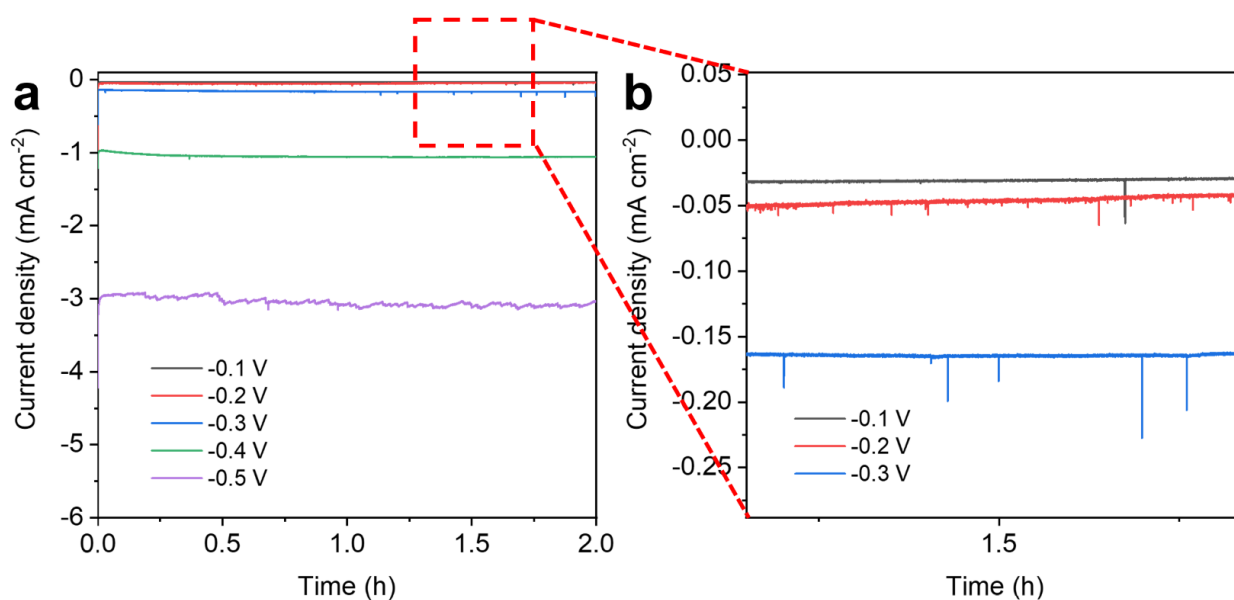 a
0
-1
-2
-3
-4
-5
-6
Current density (mA cm-2)
0.0
0.5
1.0
1.5
2.0
Time (h)
-0.1 V
-0.2 V
-0.3 V
-0.4 V
-0.5 V
b
0.05
0.00
-0.05
-0.10
-0.15
-0.20
-0.25
Current density (mA cm-2)
1.5
Time (h)
-0.1 V
-0.2 V
-0.3 V